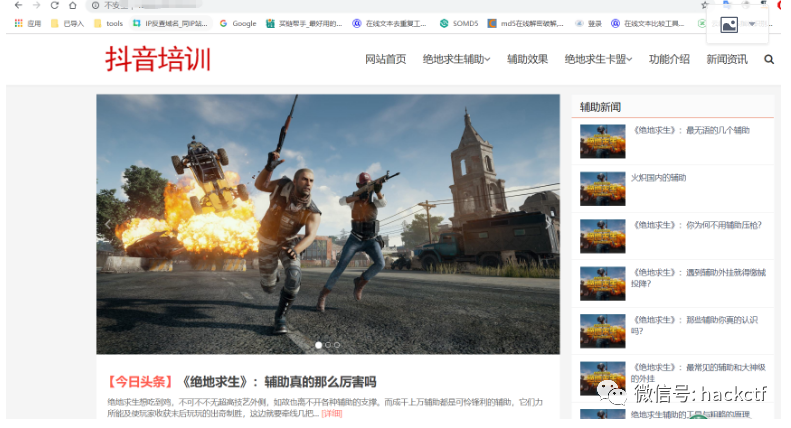 不安全
应用 已导入 tools IP反查域名_同IP站... Google 买链帮手_最好用的... 在线文本去重复工... SOMD5 md5在线解密破解,... 登录 在线文本比较工具...
抖音培训
网站首页 绝地求生辅助 辅助效果 绝地求生卡盟 功能介绍 新闻资讯
辅助新闻
《绝地求生》：最无语的几个辅助
火炽国内的辅助
《绝地求生》：你为何不用辅助压枪?
《绝地求生》：遇到辅助外挂就得缴械
投降?
《绝地求生》：那些辅助你真的认识
吗?
《绝地求生》：最常见的辅助和大神级
的外挂
绝地求生辅助的工具与
【今日头条】《绝地求生》：辅助真的那么厉害吗
绝地求生想吃到鸡，不可不不无超高技艺外侧，如故也离不开各种辅助的支撑。而成千上万辅助都是可怜锋利的辅助，它们力
所能及使玩家收获末后玩玩的出奇制胜，这边就要牵线几把... [详细]
微信号: hackctf